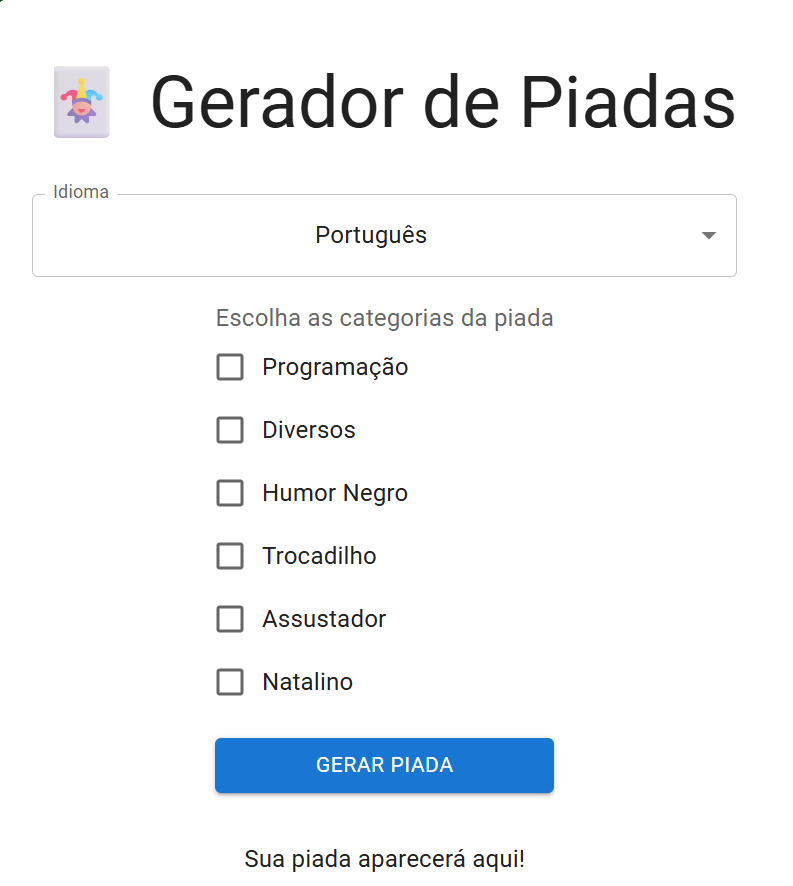 Gerador de Piadas
Idioma
Português
Escolha as categorias da piada
Programação
Diversos
Humor Negro
Trocadilho
Assustador
Natalino
GERAR PIADA
Sua piada aparecerá aqui!